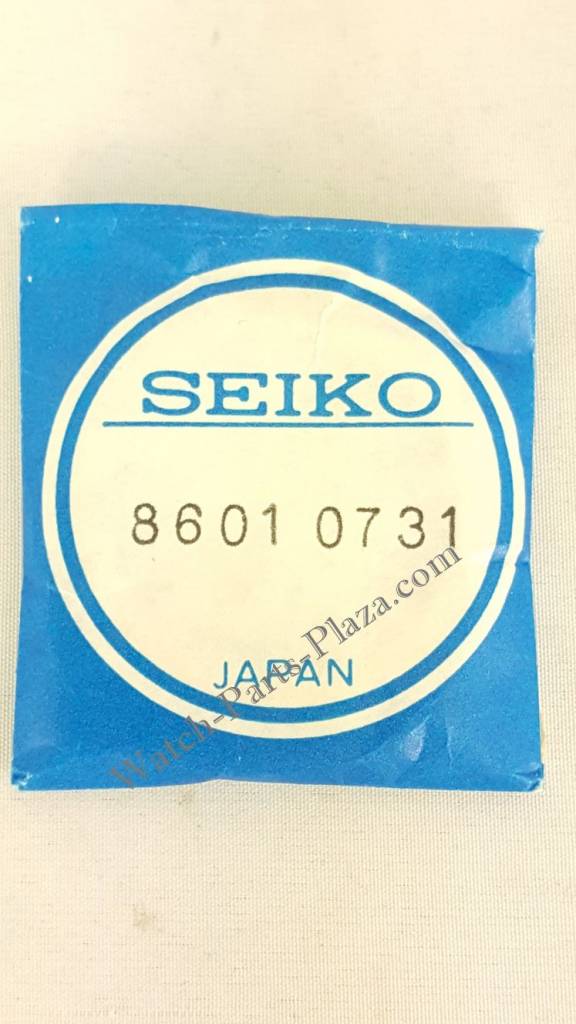 SEIKO
8601 0731
JAPAN
Watch-Parts-Plaza.com